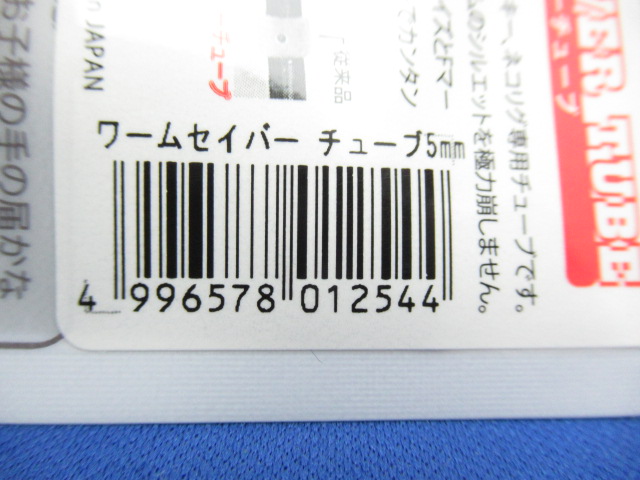 ワームセイバー チューブ5mm
4 996578 012544
キー、ネコリグ専用チューブです。
ムのシルエットを極力崩しません。
イズとFマー
でカンタン
「従来品
チューブ
n JAPAN
お子様の手の届かな
ER TUBE
ーチューブ